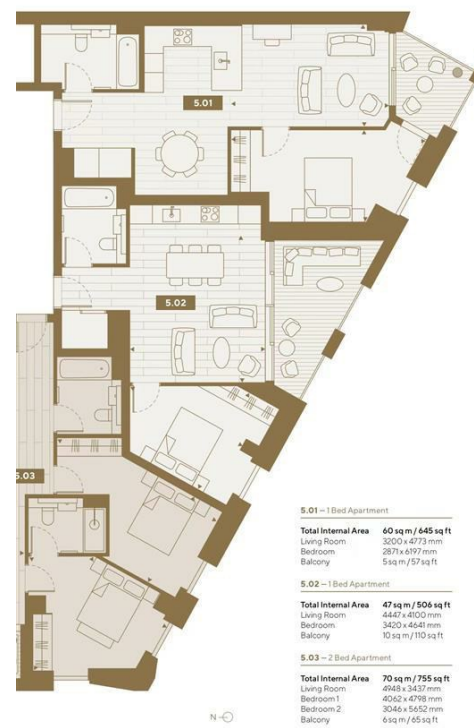 5.01
5.02
5.03
5.01 – 1 Bed Apartment
Total Internal Area 60 sq m / 645 sq ft
Living Room 3200 x 4773 mm
Bedroom 2871 x 6197 mm
Balcony 5 sq m / 57 sq ft
5.02 – 1 Bed Apartment
Total Internal Area 47 sq m / 506 sq ft
Living Room 4447 x 4100 mm
Bedroom 3420 x 4641 mm
Balcony 10 sq m / 110 sq ft
5.03 – 2 Bed Apartment
Total Internal Area 70 sq m / 755 sq ft
Living Room 4948 x 3437 mm
Bedroom 1 4062 x 4798 mm
Bedroom 2 3046 x 5652 mm
Balcony 6 sq m / 65 sq ft
N